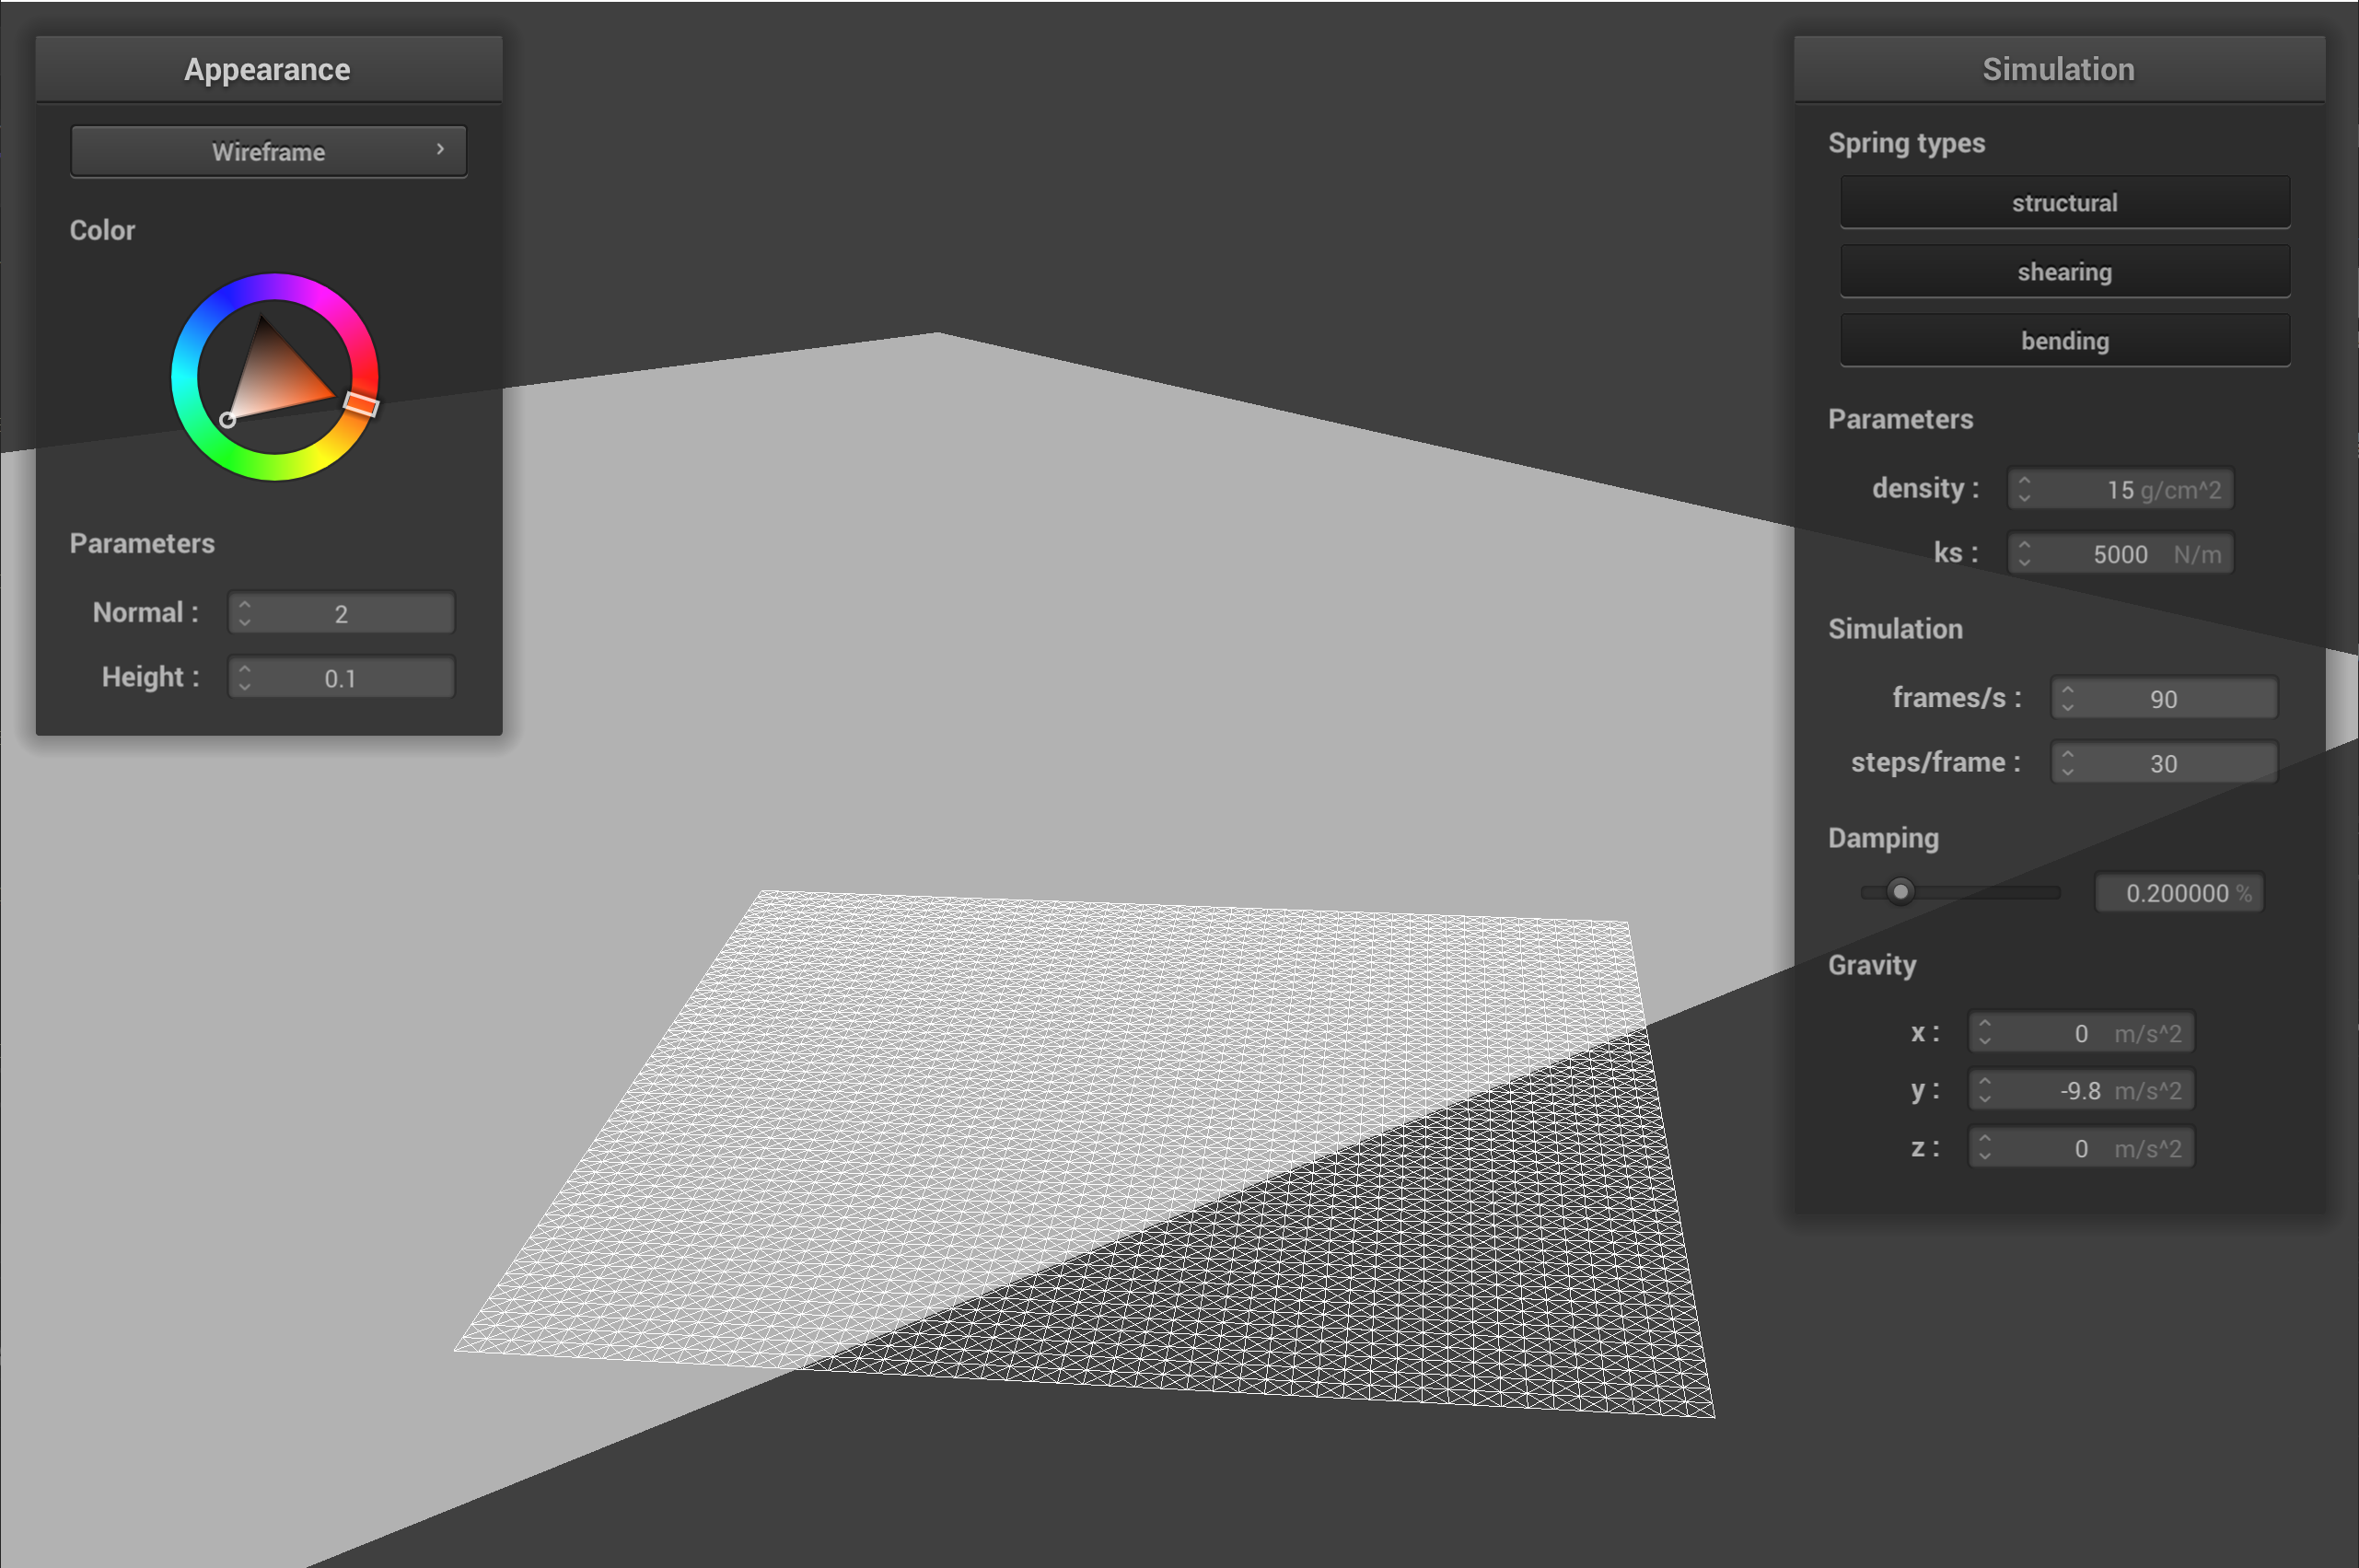 Appearance
Wireframe
Color
Parameters
Normal : 2
Height : 0.1
Simulation
Spring types
structural
shearing
bending
Parameters
density : 15 g/cm^2
ks : 5000 N/m
Simulation
frames/s : 90
steps/frame : 30
Damping
0.200000 %
Gravity
x : 0 m/s^2
y : -9.8 m/s^2
z : 0 m/s^2